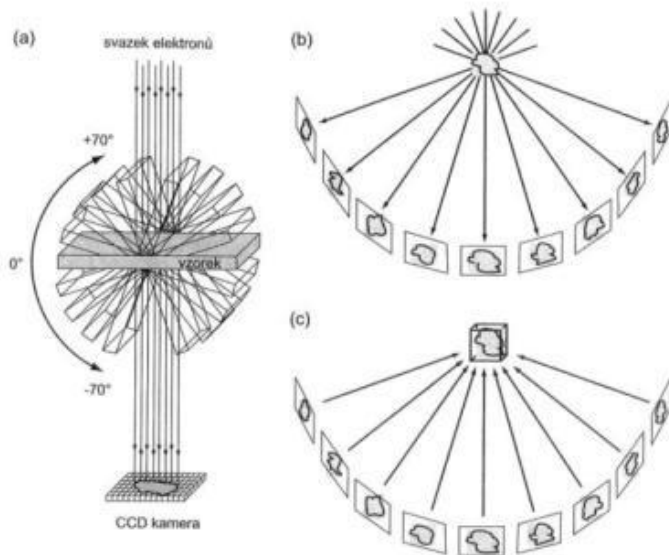 (a)
svazek elektronů
+70°
0°
vzorek
-70°
CCD kamera
(b)
(c)